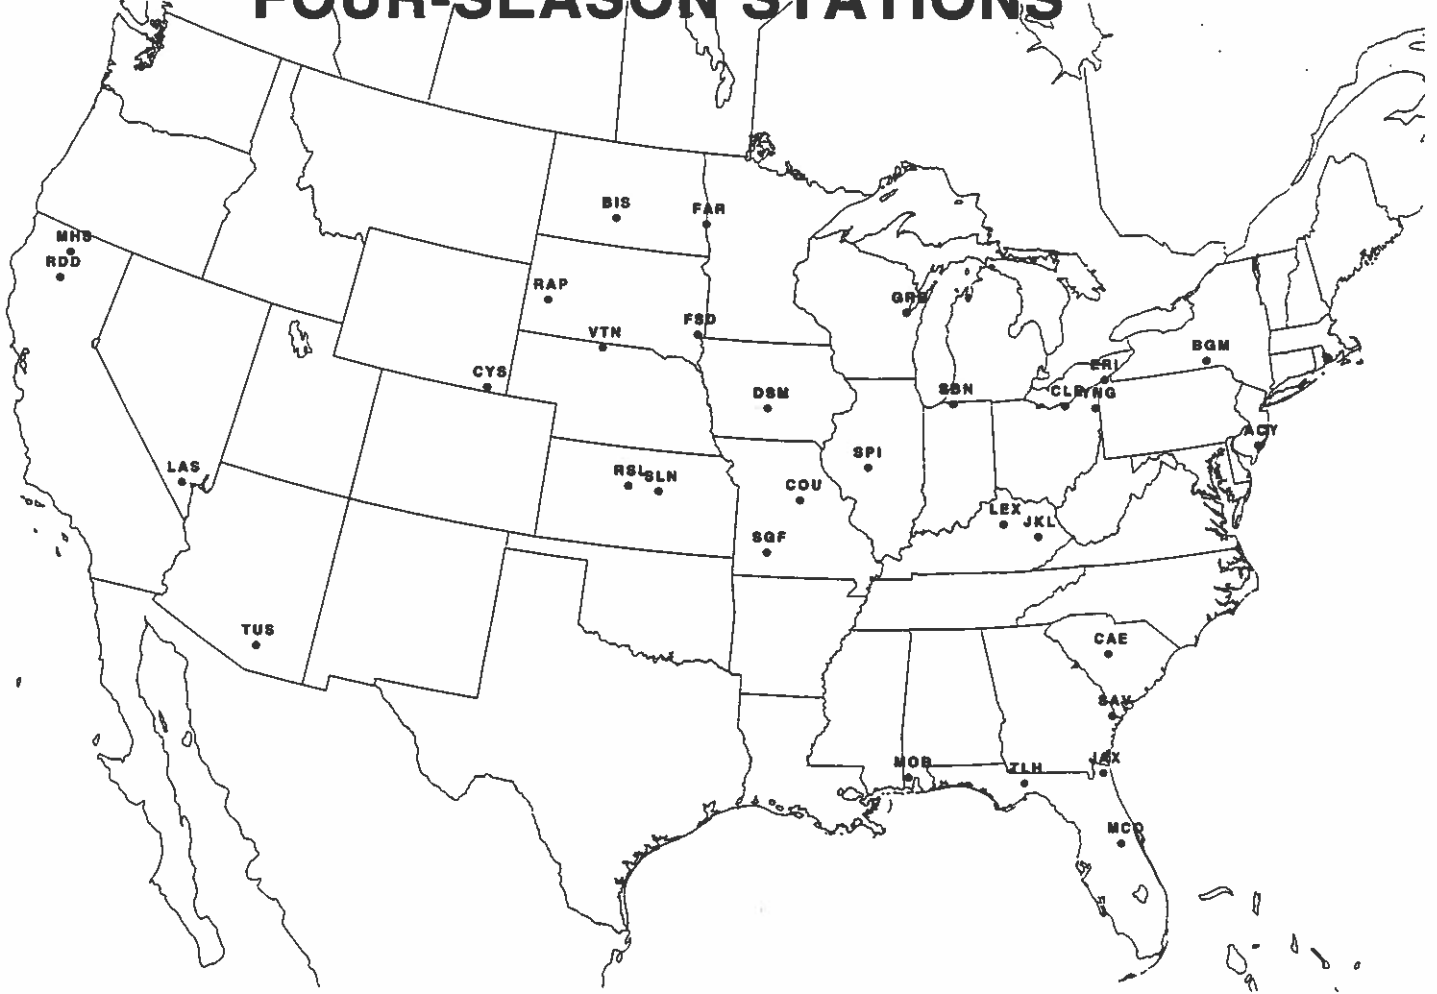 FOUR-SEASON STATIONS
BIS
FAR
MHS
RDD
RAP
GRB
FSD
VTN
BGM
ERI
CYS
SBN
DSM
CLE
YNG
ACY
SPI
LAS
RSL
SLN
COU
LEX
JKL
SGF
TUS
CAE
SAV
MOB
TLH
JAX
MCO